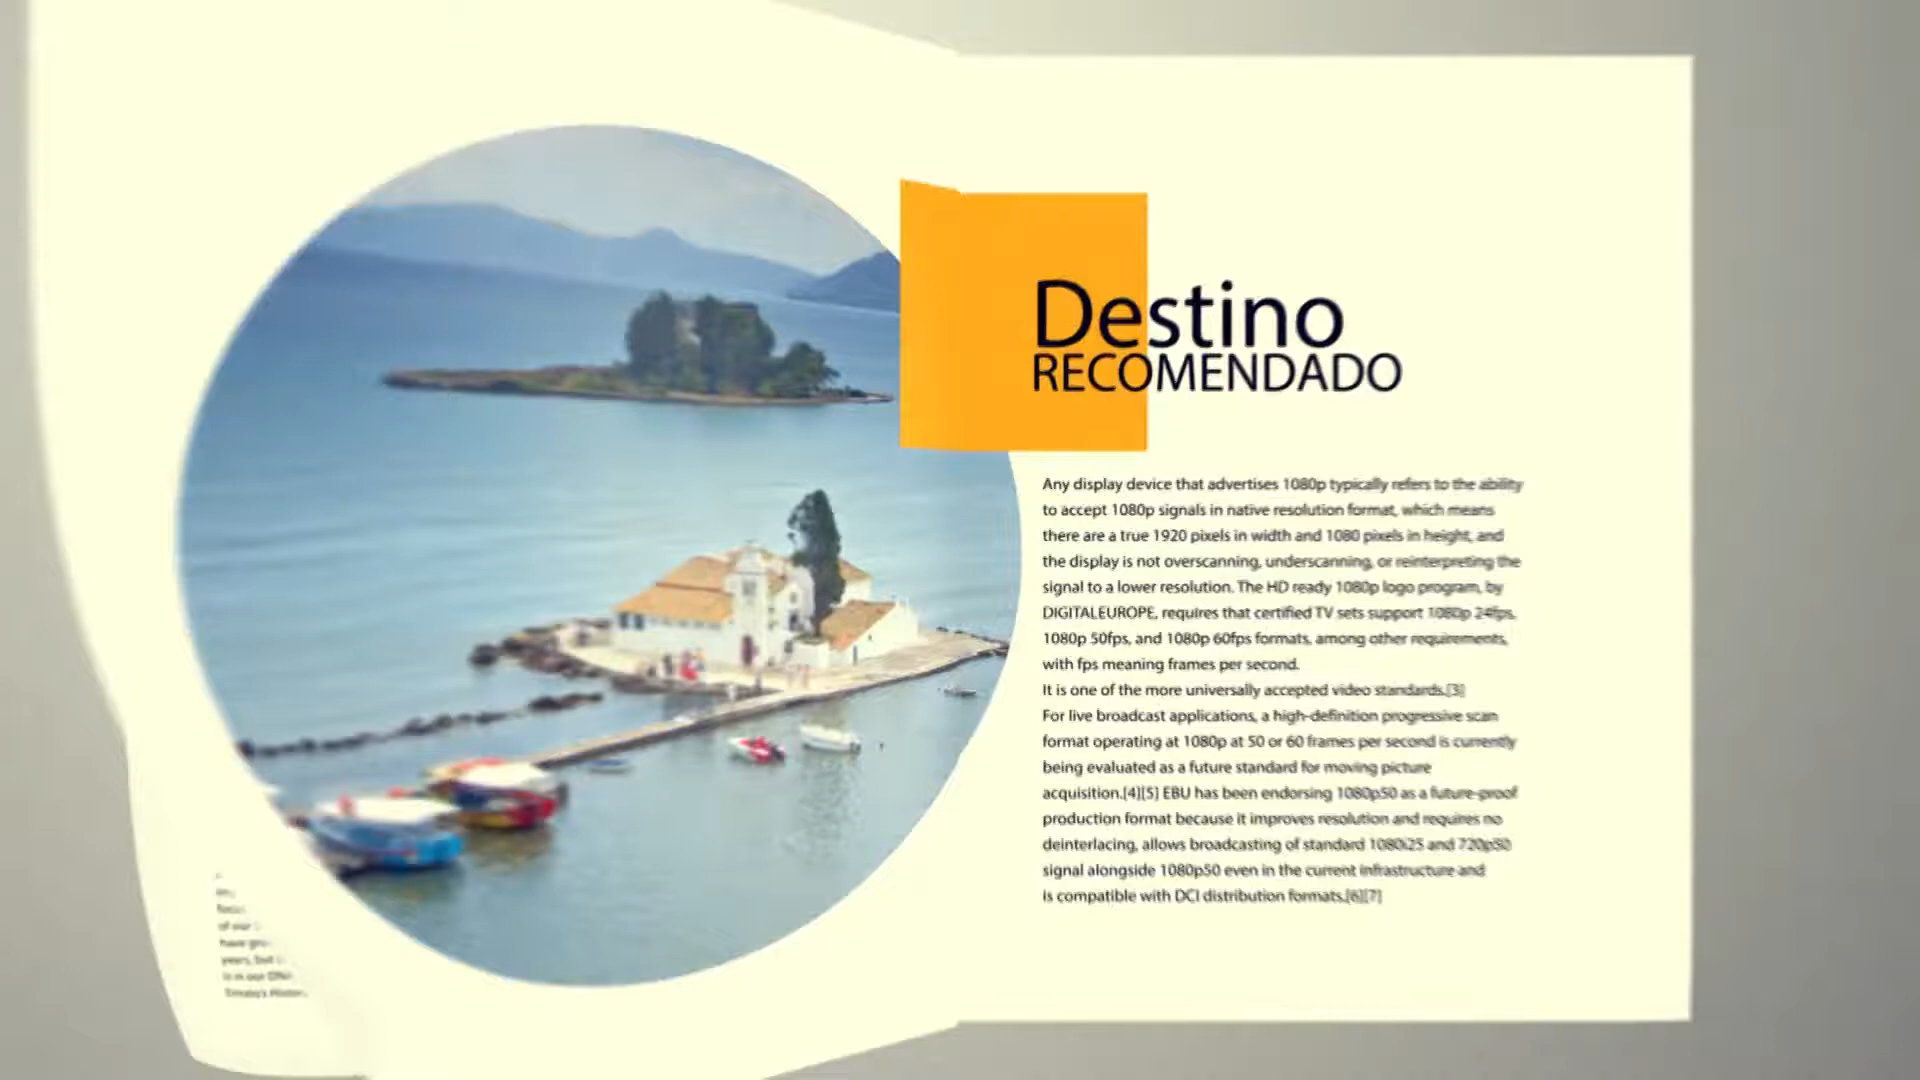 Destino
RECOMENDADO
Any display device that advertises 1080p typically refers to the ability
to accept 1080p signals in native resolution format, which means
there are a true 1920 pixels in width and 1080 pixels in height, and
the display is not overscanning, underscanning, or reinterpreting the
signal to a lower resolution. The HD ready 1080p logo program, by
DIGITALEUROPE, requires that certified TV sets support 1080p 24fps,
1080p 50fps, and 1080p 60fps formats, among other requirements,
with fps meaning frames per second.
It is one of the more universally accepted video standards.[3]
For live broadcast applications, a high-definition progressive scan
format operating at 1080p at 50 or 60 frames per second is currently
being evaluated as a future standard for moving picture
acquisition.[4][5] EBU has been endorsing 1080p50 as a future-proof
production format because it improves resolution and requires no
deinterlacing, allows broadcasting of standard 1080i25 and 720p50
signal alongside 1080p50 even in the current infrastructure and
is compatible with DCI distribution formats.[6][7]
of our
years, but
is in our DNA